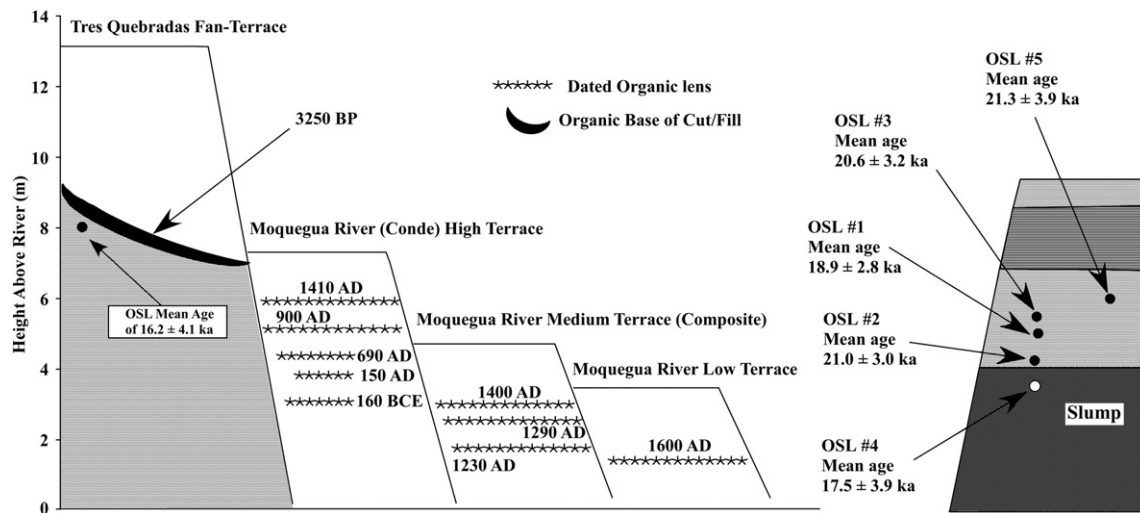 14
12
10
8
6
4
2
0
Height Above River (m)
Tres Quebradas Fan-Terrace
Dated Organic lens
Organic Base of Cut/Fill
3250 BP
OSL Mean Age
of 16.2 ± 4.1 ka
Moquegua River (Conde) High Terrace
1410 AD
900 AD
690 AD
150 AD
160 BCE
Moquegua River Medium Terrace (Composite)
1400 AD
1290 AD
1230 AD
Moquegua River Low Terrace
1600 AD
OSL #5
Mean age
21.3 ± 3.9 ka
OSL #3
Mean age
20.6 ± 3.2 ka
OSL #1
Mean age
18.9 ± 2.8 ka
OSL #2
Mean age
21.0 ± 3.0 ka
OSL #4
Mean age
17.5 ± 3.9 ka
Slump